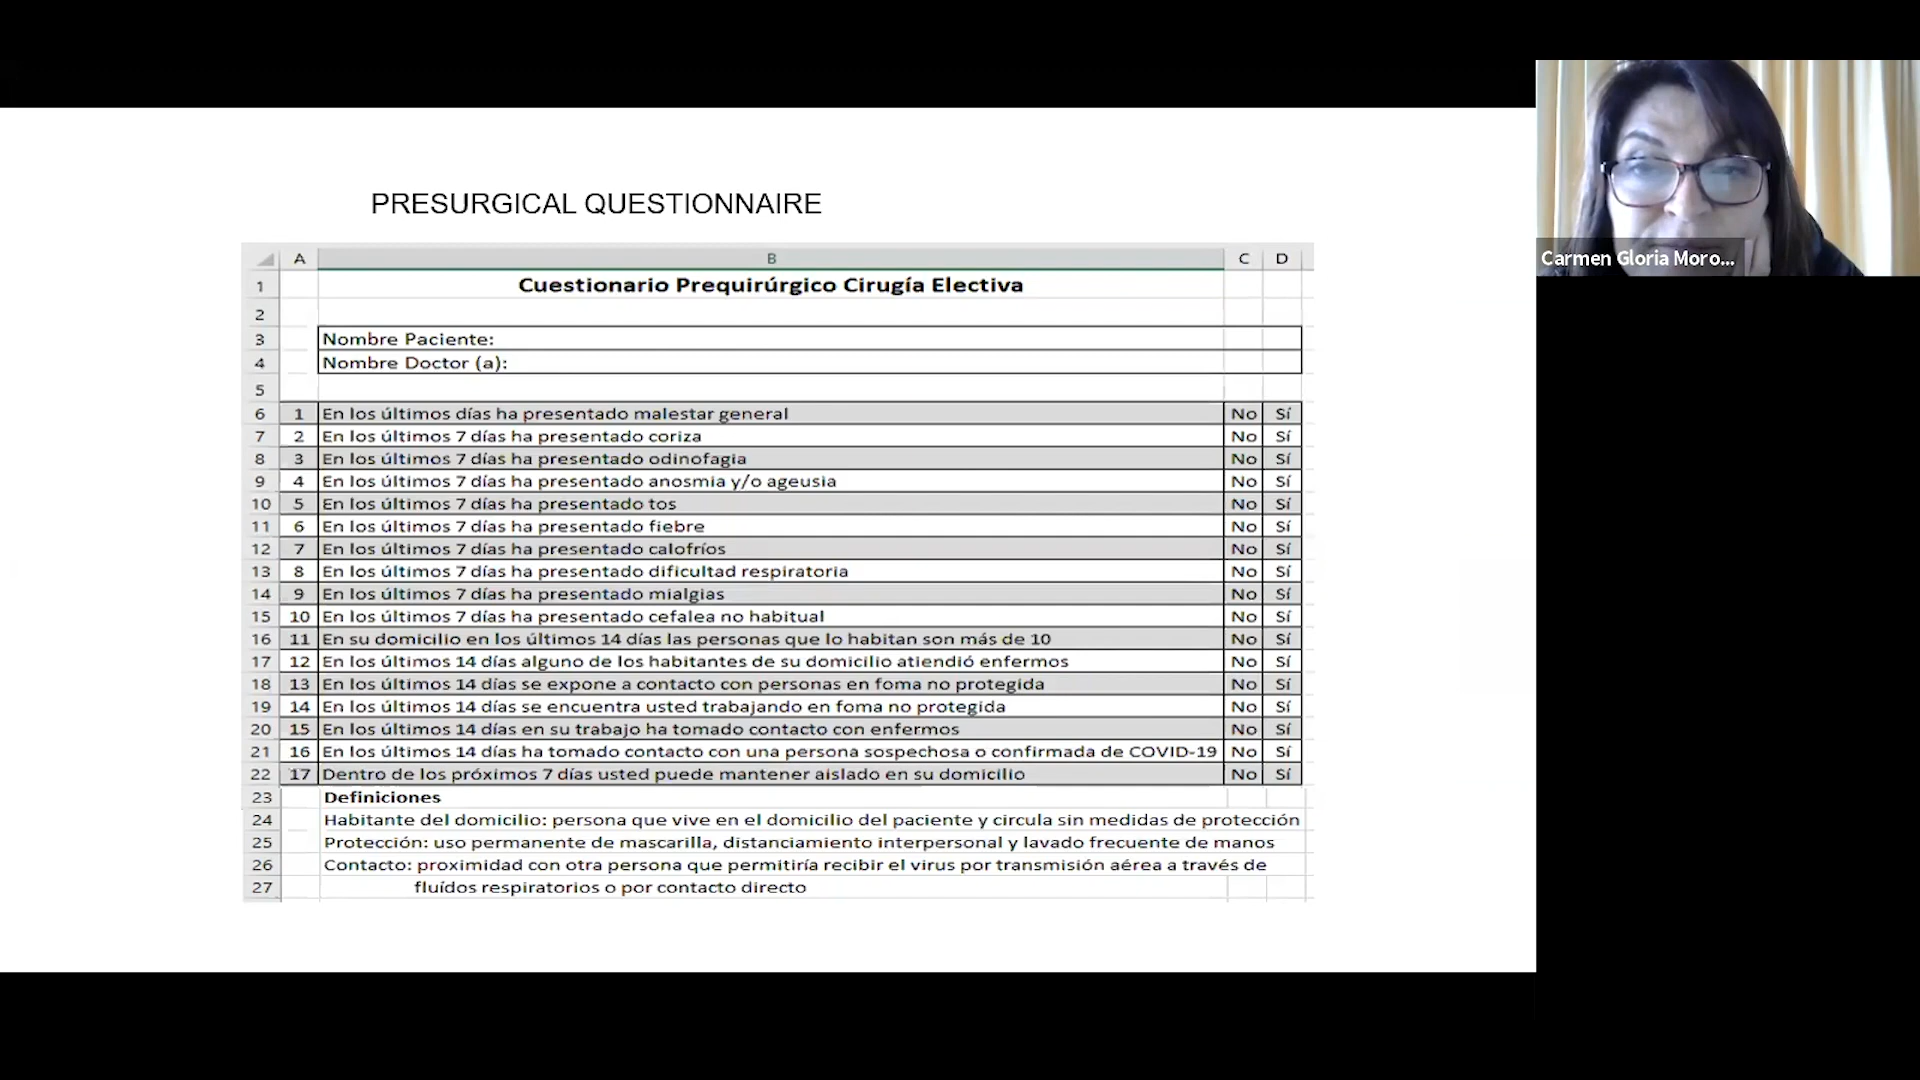 PRESURGICAL QUESTIONNAIRE
A B C D
1 Cuestionario Prequirúrgico Cirugía Electiva
2
3 Nombre Paciente:
4 Nombre Doctor (a):
5
6 1 En los últimos días ha presentado malestar general No Sí
7 2 En los últimos 7 días ha presentado coriza No Sí
8 3 En los últimos 7 días ha presentado odinofagia No Sí
9 4 En los últimos 7 días ha presentado anosmia y/o ageusia No Sí
10 5 En los últimos 7 días ha presentado tos No Sí
11 6 En los últimos 7 días ha presentado fiebre No Sí
12 7 En los últimos 7 días ha presentado calofríos No Sí
13 8 En los últimos 7 días ha presentado dificultad respiratoria No Sí
14 9 En los últimos 7 días ha presentado mialgias No Sí
15 10 En los últimos 7 días ha presentado cefalea no habitual No Sí
16 11 En su domicilio en los últimos 14 días las personas que lo habitan son más de 10 No Sí
17 12 En los últimos 14 días alguno de los habitantes de su domicilio atiendió enfermos No Sí
18 13 En los últimos 14 días se expone a contacto con personas en foma no protegida No Sí
19 14 En los últimos 14 días se encuentra usted trabajando en foma no protegida No Sí
20 15 En los últimos 14 días en su trabajo ha tomado contacto con enfermos No Sí
21 16 En los últimos 14 días ha tomado contacto con una persona sospechosa o confirmada de COVID-19 No Sí
22 17 Dentro de los próximos 7 días usted puede mantener aislado en su domicilio No Sí
23 Definiciones
24 Habitante del domicilio: persona que vive en el domicilio del paciente y circula sin medidas de protección
25 Protección: uso permanente de mascarilla, distanciamiento interpersonal y lavado frecuente de manos
26 Contacto: proximidad con otra persona que permitiría recibir el virus por transmisión aérea a través de
27 fluídos respiratorios o por contacto directo
Carmen Gloria Moro...